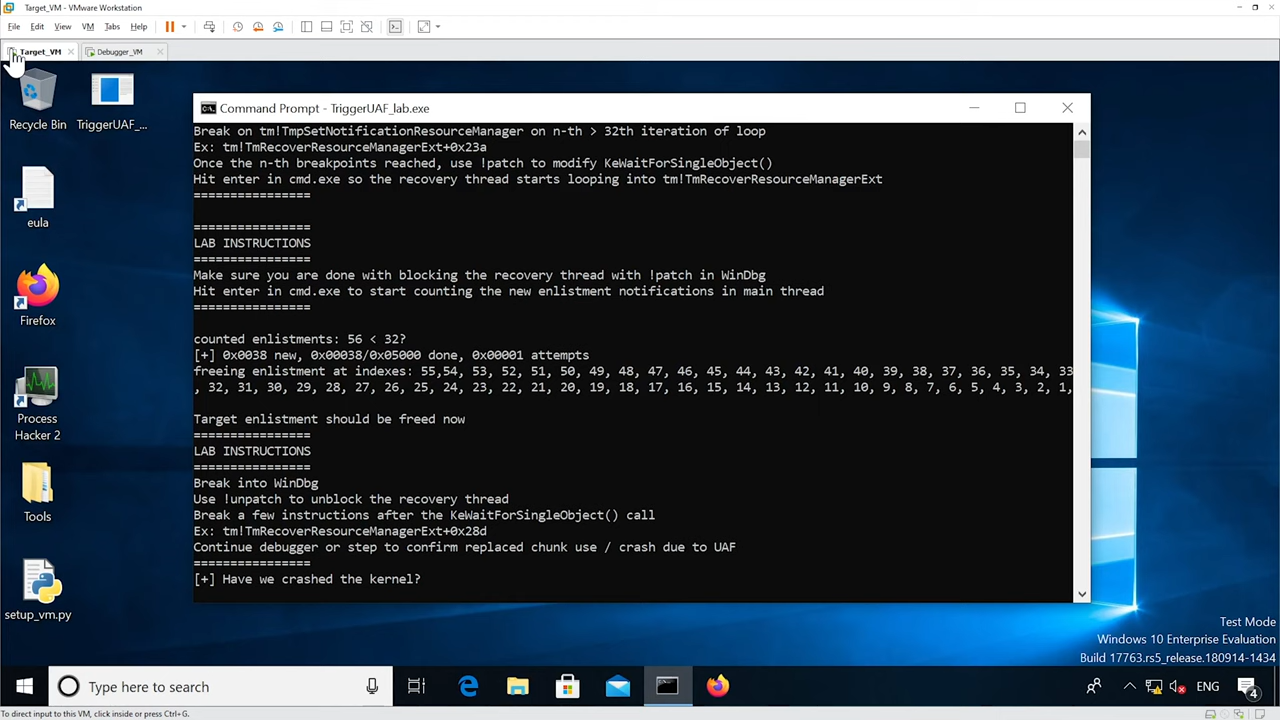 Target_VM - VMware Workstation
File Edit View VM Tabs Help
Target_VM Debugger_VM
Recycle Bin
TriggerUAF_...
eula
Firefox
Process
Hacker 2
Tools
setup_vm.py
Command Prompt - TriggerUAF_lab.exe
Break on tm!TmpSetNotificationResourceManager on n-th > 32th iteration of loop
Ex: tm!TmRecoverResourceManagerExt+0x23a
Once the n-th breakpoints reached, use !patch to modify KeWaitForSingleObject()
Hit enter in cmd.exe so the recovery thread starts looping into tm!TmRecoverResourceManagerExt
================
================
LAB INSTRUCTIONS
================
Make sure you are done with blocking the recovery thread with !patch in WinDbg
Hit enter in cmd.exe to start counting the new enlistment notifications in main thread
================
counted enlistments: 56 < 32?
[+] 0x0038 new, 0x00038/0x05000 done, 0x00001 attempts
freeing enlistment at indexes: 55,54, 53, 52, 51, 50, 49, 48, 47, 46, 45, 44, 43, 42, 41, 40, 39, 38, 37, 36, 35, 34, 33
, 32, 31, 30, 29, 28, 27, 26, 25, 24, 23, 22, 21, 20, 19, 18, 17, 16, 15, 14, 13, 12, 11, 10, 9, 8, 7, 6, 5, 4, 3, 2, 1,
Target enlistment should be freed now
================
LAB INSTRUCTIONS
================
Break into WinDbg
Use !unpatch to unblock the recovery thread
Break a few instructions after the KeWaitForSingleObject() call
Ex: tm!TmRecoverResourceManagerExt+0x28d
Continue debugger or step to confirm replaced chunk use / crash due to UAF
================
[+] Have we crashed the kernel?
Test Mode
Windows 10 Enterprise Evaluation
Build 17763.rs5_release.180914-1434
Type here to search
ENG
4
To direct input to this VM, click inside or press Ctrl+G.